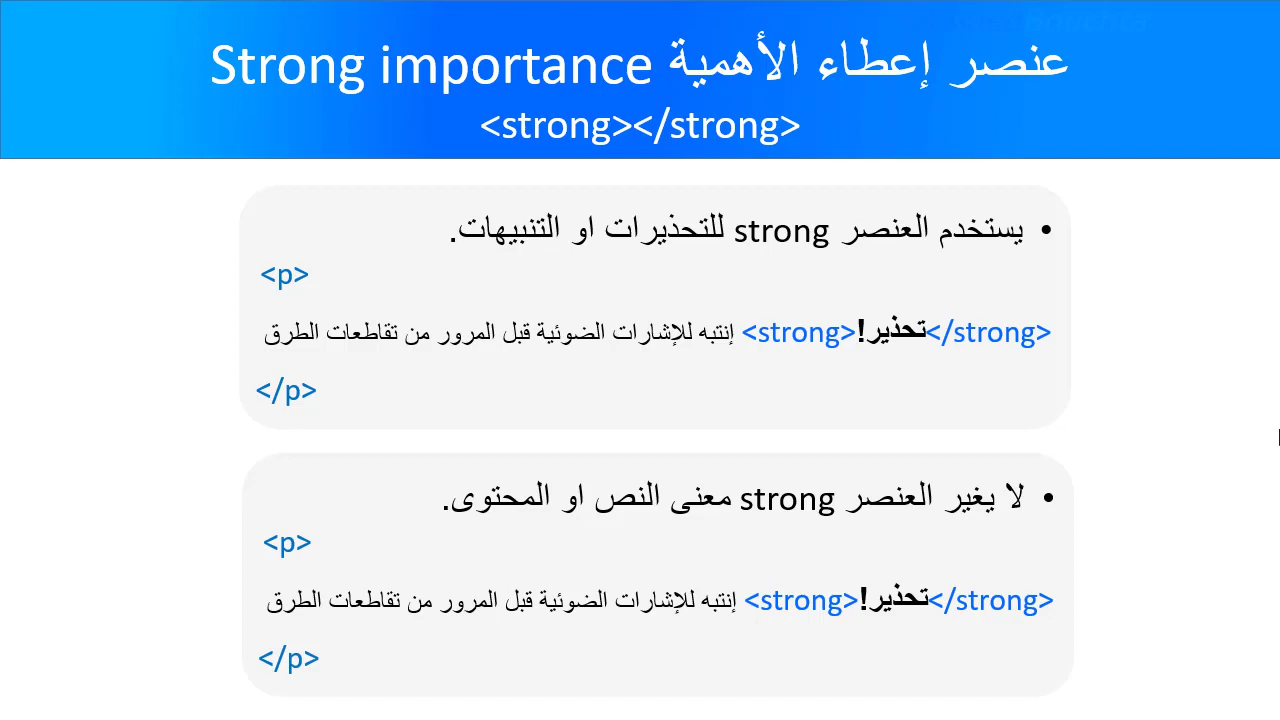 عنصر إعطاء الأهمية Strong importance
<strong></strong>
• يستخدم العنصر strong للتحذيرات او التنبيهات.
<p>
<strong>تحذير!</strong> إنتبه للإشارات الضوئية قبل المرور من تقاطعات الطرق
</p>
• لا يغير العنصر strong معنى النص او المحتوى.
<p>
<strong>تحذير!</strong> إنتبه للإشارات الضوئية قبل المرور من تقاطعات الطرق
</p>